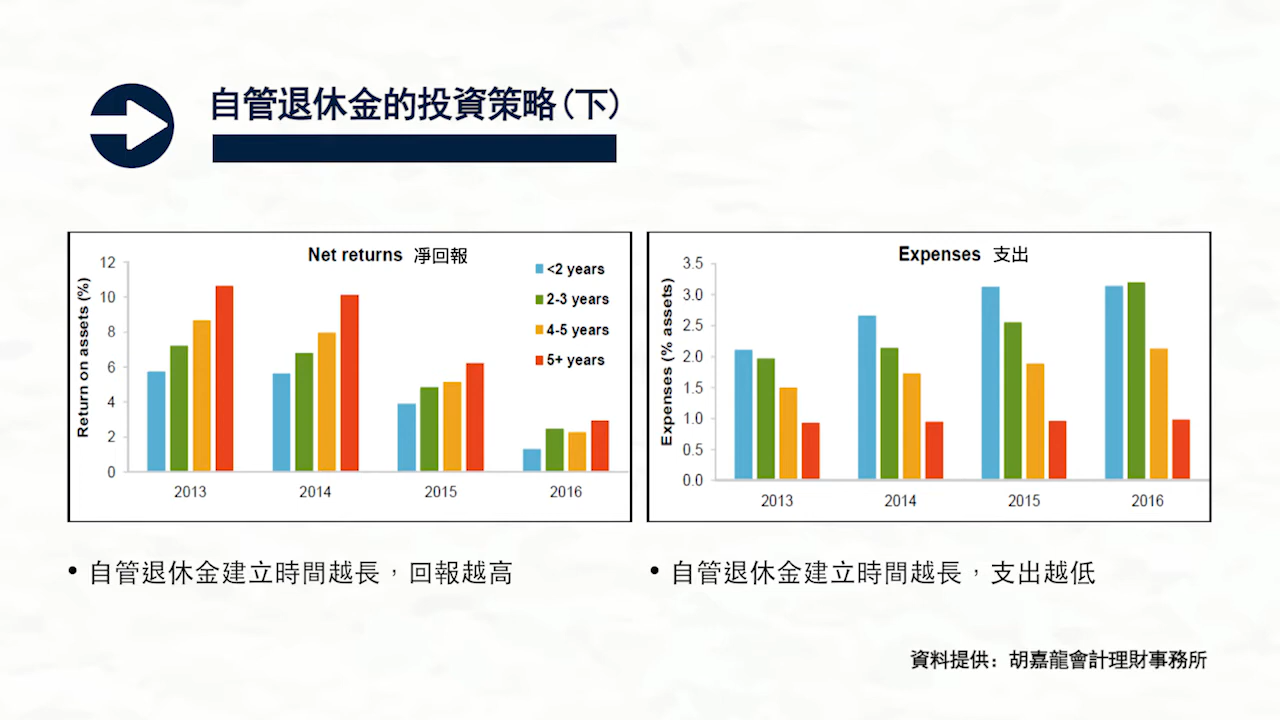 自管退休金的投資策略(下)
Net returns 凈回報
Return on assets (%)
12
10
8
6
4
2
0
<2 years
2-3 years
4-5 years
5+ years
2013 2014 2015 2016
Expenses 支出
Expenses (% assets)
3.5
3.0
2.5
2.0
1.5
1.0
0.5
0.0
2013 2014 2015 2016
• 自管退休金建立時間越長，回報越高
• 自管退休金建立時間越長，支出越低
資料提供：胡嘉龍會計理財事務所